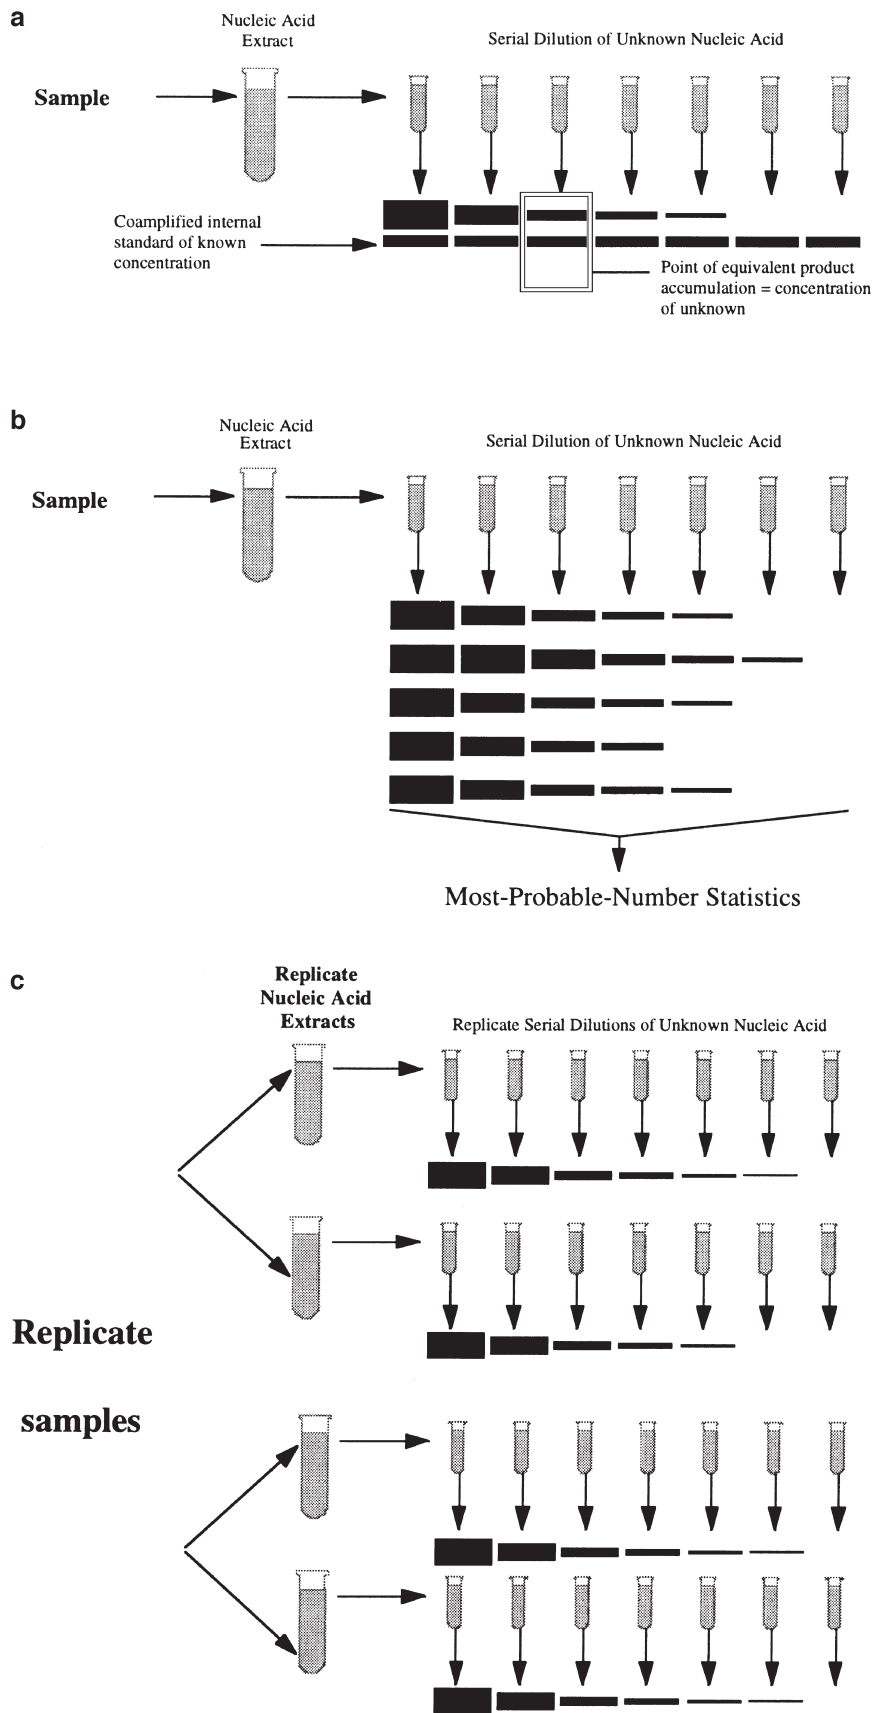 a
Nucleic Acid
Extract
Serial Dilution of Unknown Nucleic Acid
Sample
Coamplified internal
standard of known
concentration
Point of equivalent product
accumulation = concentration
of unknown
b
Nucleic Acid
Extract
Serial Dilution of Unknown Nucleic Acid
Sample
Most-Probable-Number Statistics
c
Replicate
Nucleic Acid
Extracts
Replicate Serial Dilutions of Unknown Nucleic Acid
Replicate
samples